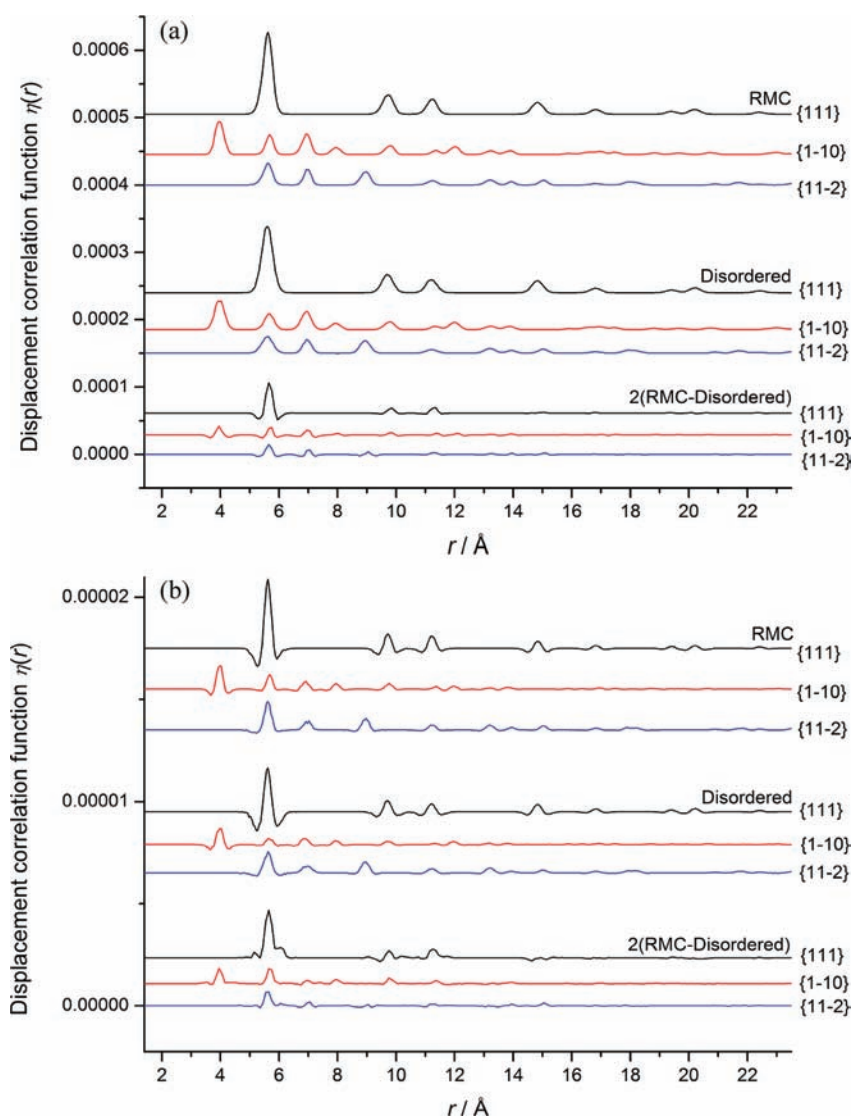 (a)
Displacement correlation function η(r)
0.0006
0.0005
0.0004
0.0003
0.0002
0.0001
0.0000
RMC
{111}
{1-10}
{11-2}
Disordered
{111}
{1-10}
{11-2}
2(RMC-Disordered)
{111}
{1-10}
{11-2}
2 4 6 8 10 12 14 16 18 20 22
r / Å
(b)
Displacement correlation function η(r)
0.00002
0.00001
0.00000
RMC
{111}
{1-10}
{11-2}
Disordered
{111}
{1-10}
{11-2}
2(RMC-Disordered)
{111}
{1-10}
{11-2}
2 4 6 8 10 12 14 16 18 20 22
r / Å